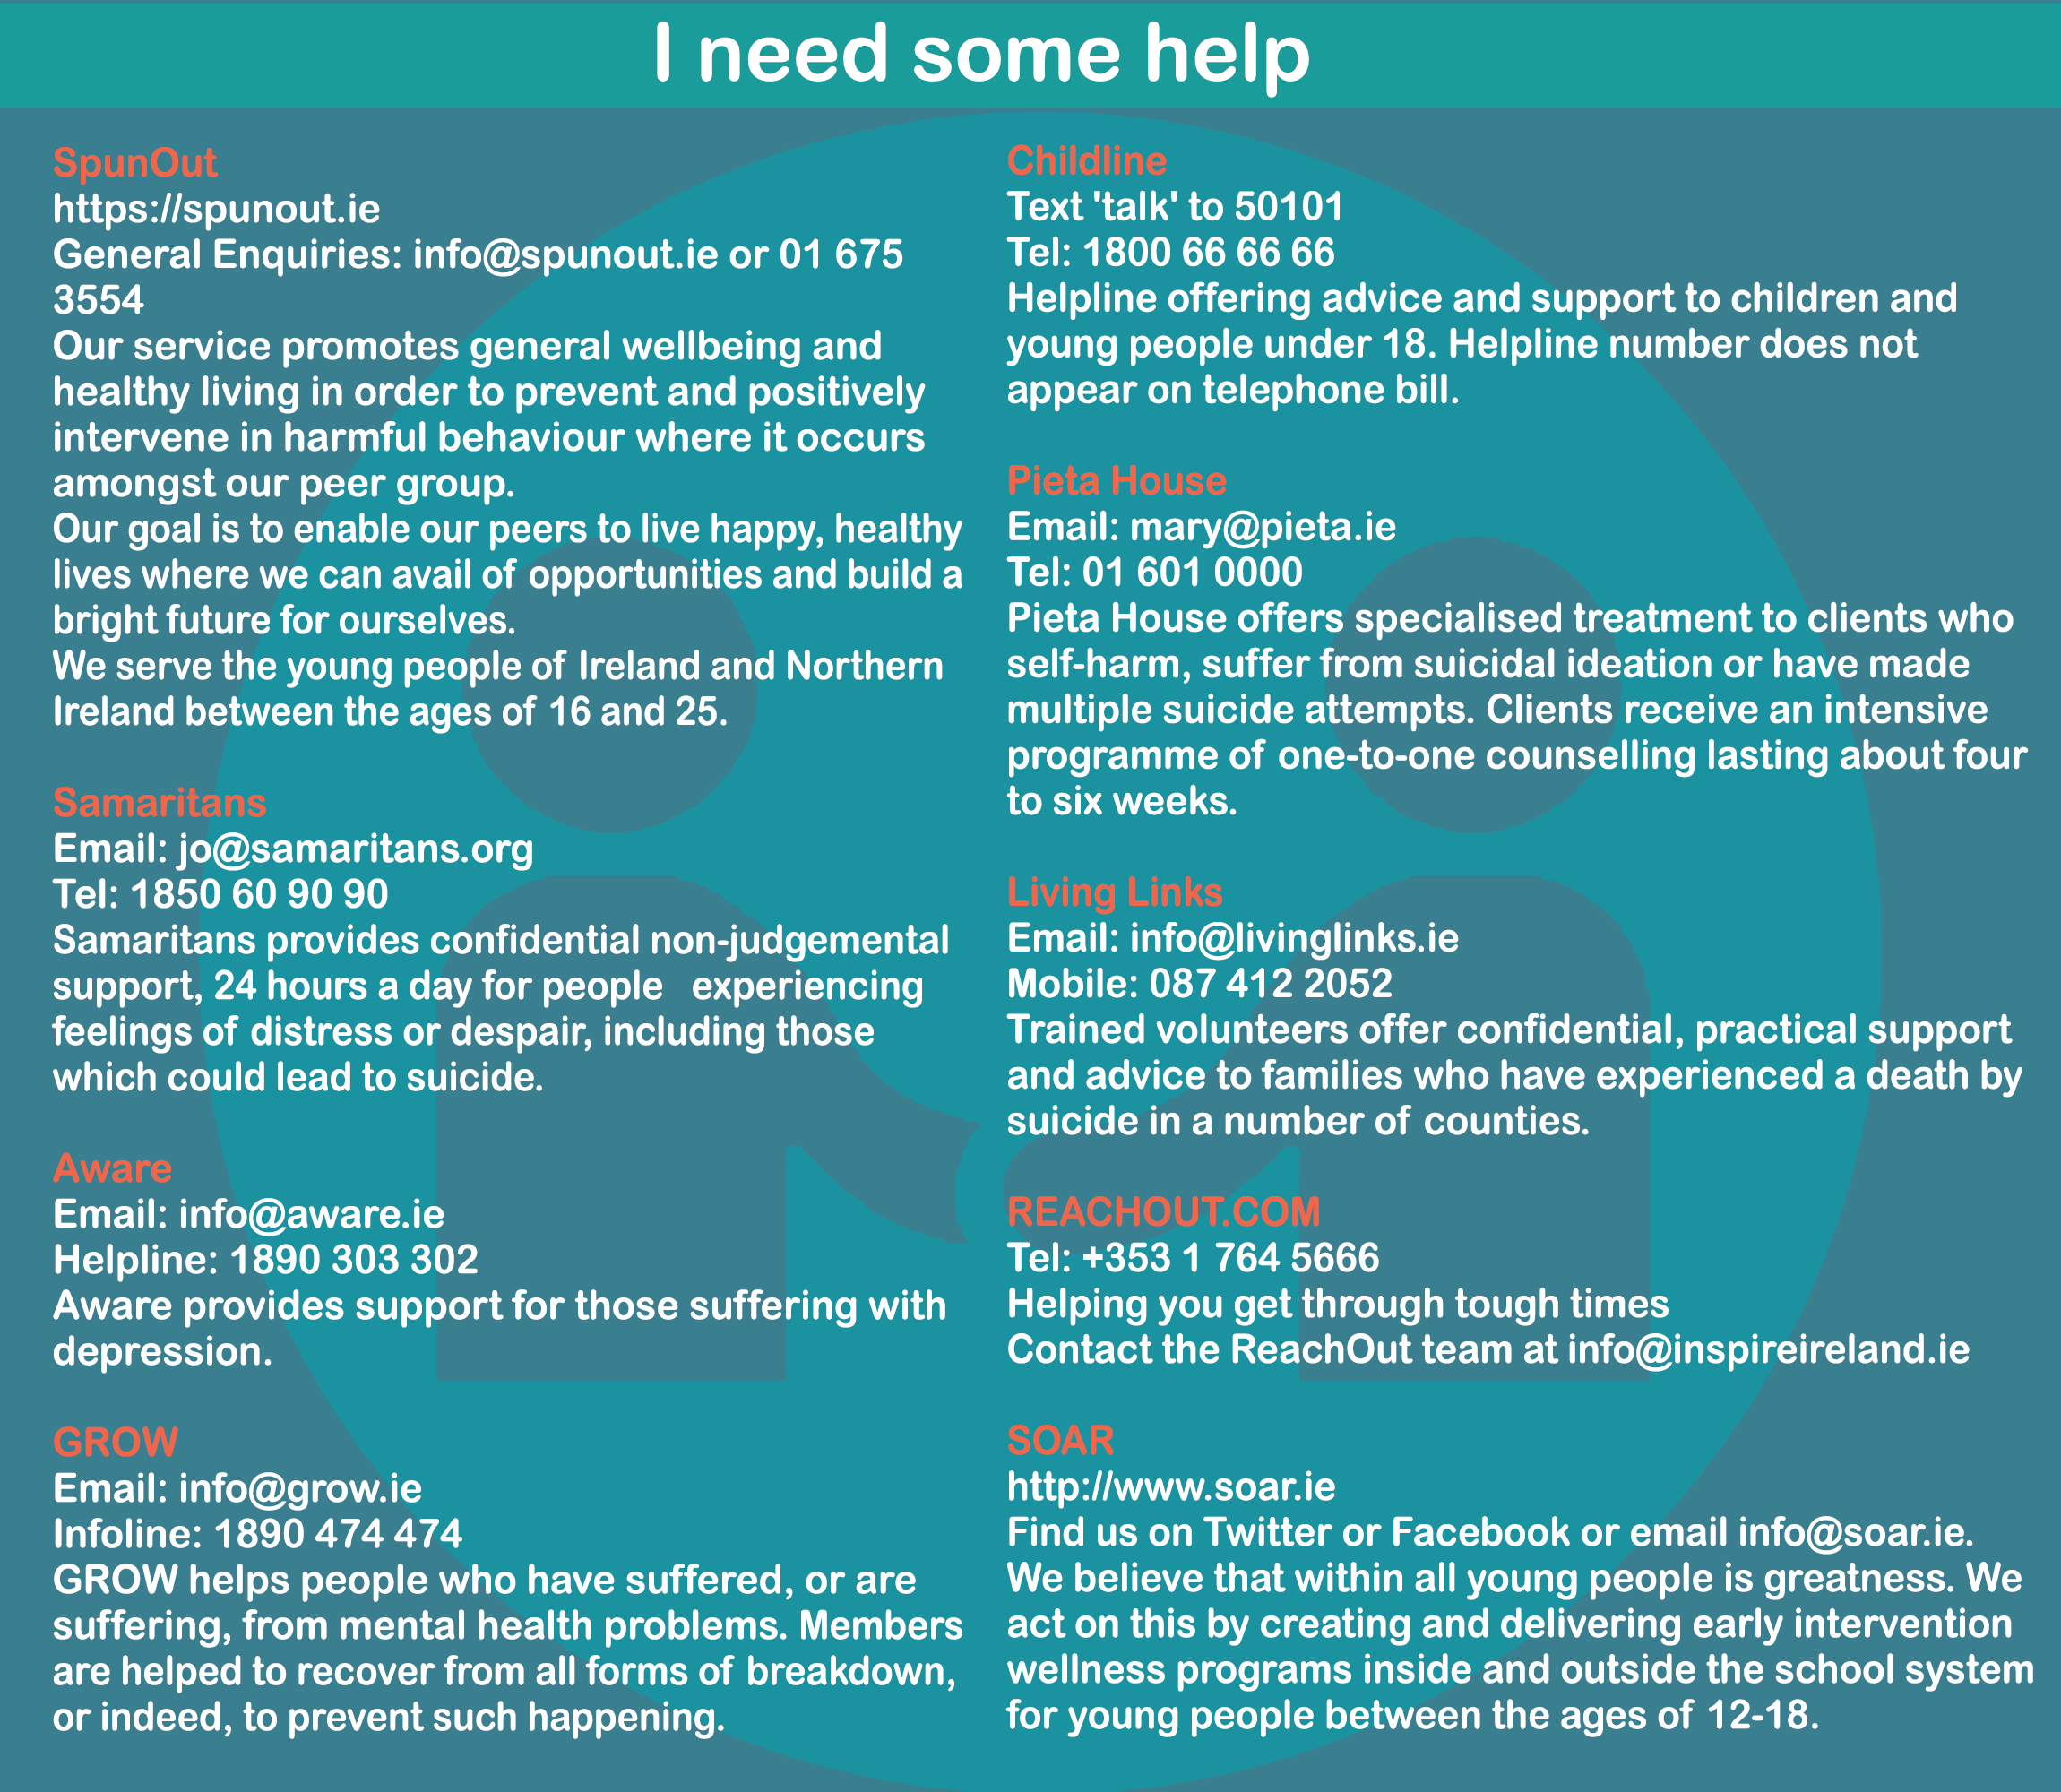 I need some help
SpunOut
https://spunout.ie
General Enquiries: info@spunout.ie or 01 675
3554
Our service promotes general wellbeing and
healthy living in order to prevent and positively
intervene in harmful behaviour where it occurs
amongst our peer group.
Our goal is to enable our peers to live happy, healthy
lives where we can avail of opportunities and build a
bright future for ourselves.
We serve the young people of Ireland and Northern
Ireland between the ages of 16 and 25.
Samaritans
Email: jo@samaritans.org
Tel: 1850 60 90 90
Samaritans provides confidential non-judgemental
support, 24 hours a day for people experiencing
feelings of distress or despair, including those
which could lead to suicide.
Aware
Email: info@aware.ie
Helpline: 1890 303 302
Aware provides support for those suffering with
depression.
GROW
Email: info@grow.ie
Infoline: 1890 474 474
GROW helps people who have suffered, or are
suffering, from mental health problems. Members
are helped to recover from all forms of breakdown,
or indeed, to prevent such happening.
Childline
Text 'talk' to 50101
Tel: 1800 66 66 66
Helpline offering advice and support to children and
young people under 18. Helpline number does not
appear on telephone bill.
Pieta House
Email: mary@pieta.ie
Tel: 01 601 0000
Pieta House offers specialised treatment to clients who
self-harm, suffer from suicidal ideation or have made
multiple suicide attempts. Clients receive an intensive
programme of one-to-one counselling lasting about four
to six weeks.
Living Links
Email: info@livinglinks.ie
Mobile: 087 412 2052
Trained volunteers offer confidential, practical support
and advice to families who have experienced a death by
suicide in a number of counties.
REACHOUT.COM
Tel: +353 1 764 5666
Helping you get through tough times
Contact the ReachOut team at info@inspireireland.ie
SOAR
http://www.soar.ie
Find us on Twitter or Facebook or email info@soar.ie.
We believe that within all young people is greatness. We
act on this by creating and delivering early intervention
wellness programs inside and outside the school system
for young people between the ages of 12-18.